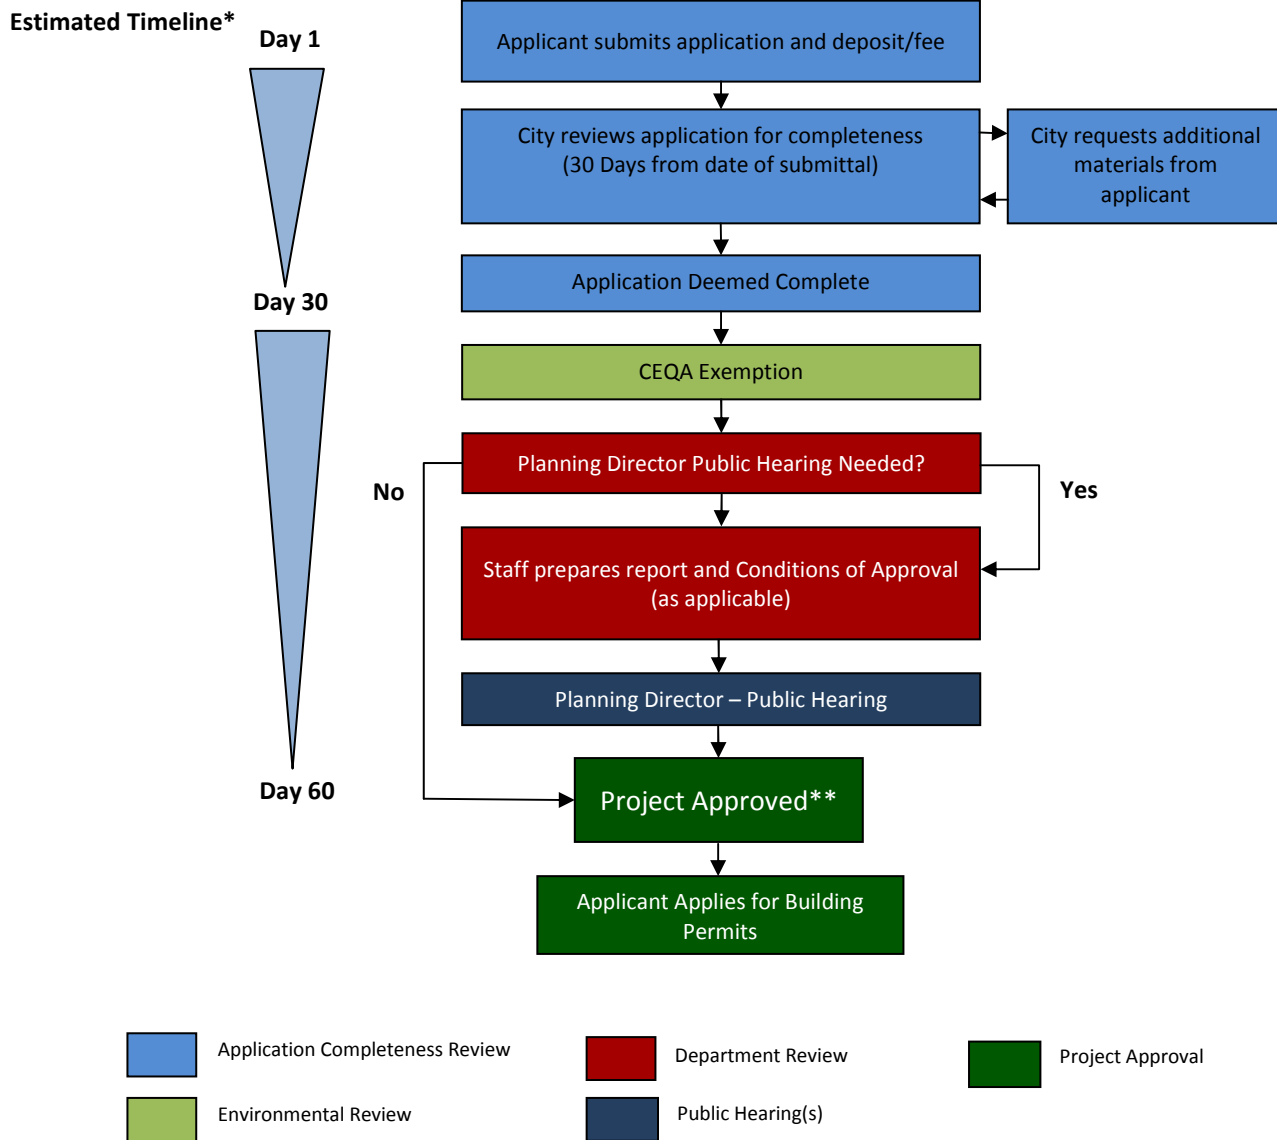 Estimated Timeline*
Day 1
Applicant submits application and deposit/fee
City reviews application for completeness
(30 Days from date of submittal)
City requests additional
materials from
applicant
Application Deemed Complete
Day 30
CEQA Exemption
Planning Director Public Hearing Needed?
No
Yes
Staff prepares report and Conditions of Approval
(as applicable)
Planning Director – Public Hearing
Day 60
Project Approved**
Applicant Applies for Building
Permits
Application Completeness Review
Department Review
Project Approval
Environmental Review
Public Hearing(s)